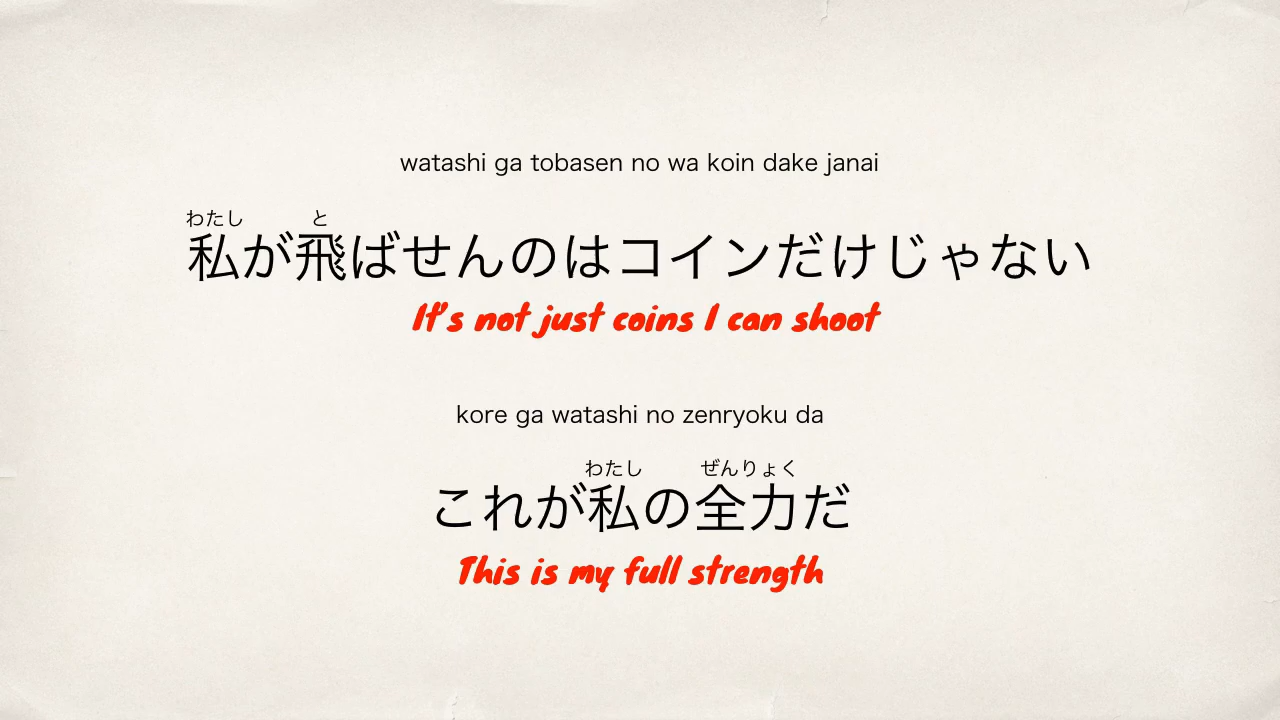 watashi ga tobasen no wa koin dake janai
わたし と
私が飛ばせんのはコインだけじゃない
It's not just coins I can shoot
kore ga watashi no zenryoku da
わたし ぜんりょく
これが私の全力だ
This is my full strength